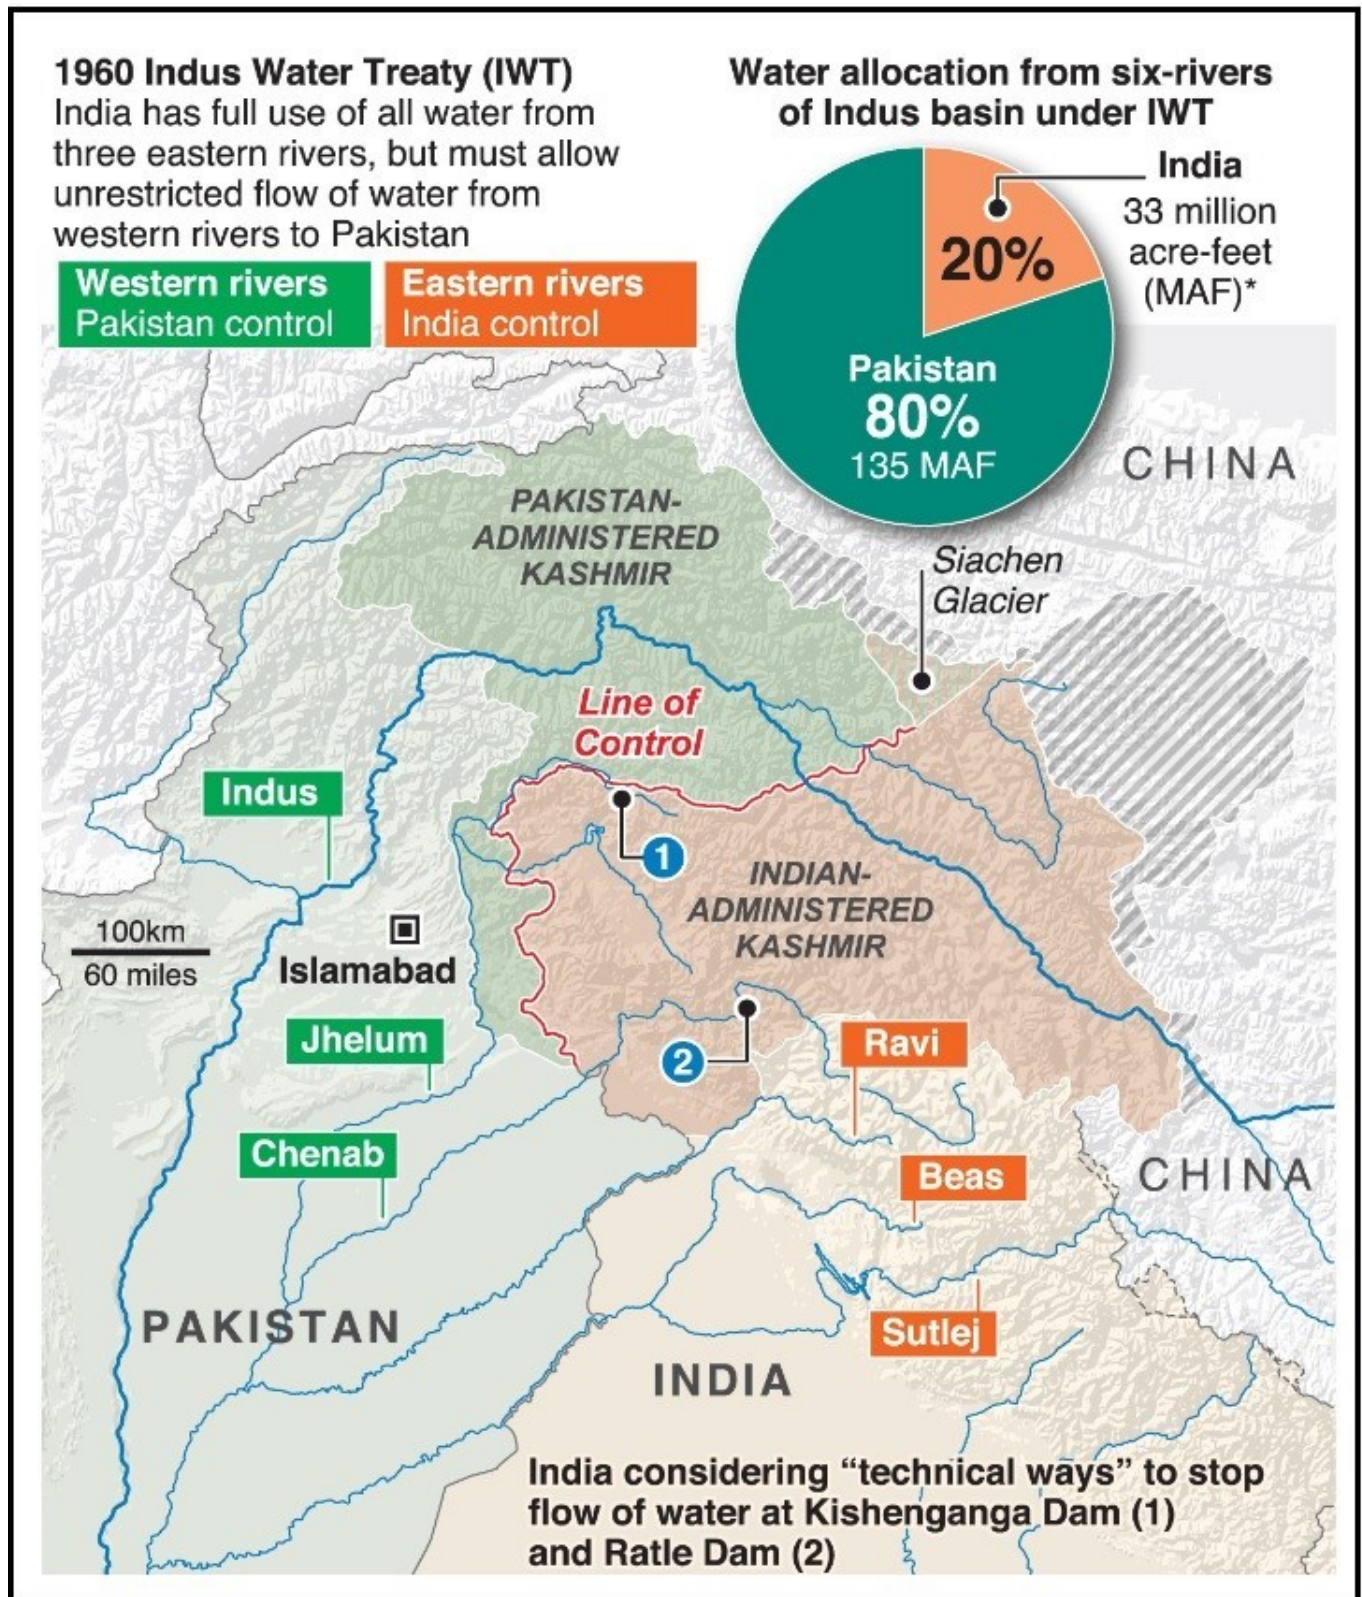 1960 Indus Water Treaty (IWT)
India has full use of all water from
three eastern rivers, but must allow
unrestricted flow of water from
western rivers to Pakistan
Western rivers
Pakistan control
Eastern rivers
India control
Water allocation from six-rivers
of Indus basin under IWT
India
33 million
acre-feet
(MAF)*
20%
Pakistan
80%
135 MAF
CHINA
PAKISTAN-
ADMINISTERED
KASHMIR
Siachen
Glacier
Line of
Control
Indus
1
INDIAN-
ADMINISTERED
KASHMIR
100km
60 miles
Islamabad
Jhelum
2
Ravi
Chenab
Beas
CHINA
PAKISTAN
Sutlej
INDIA
India considering “technical ways” to stop
flow of water at Kishenganga Dam (1)
and Ratle Dam (2)